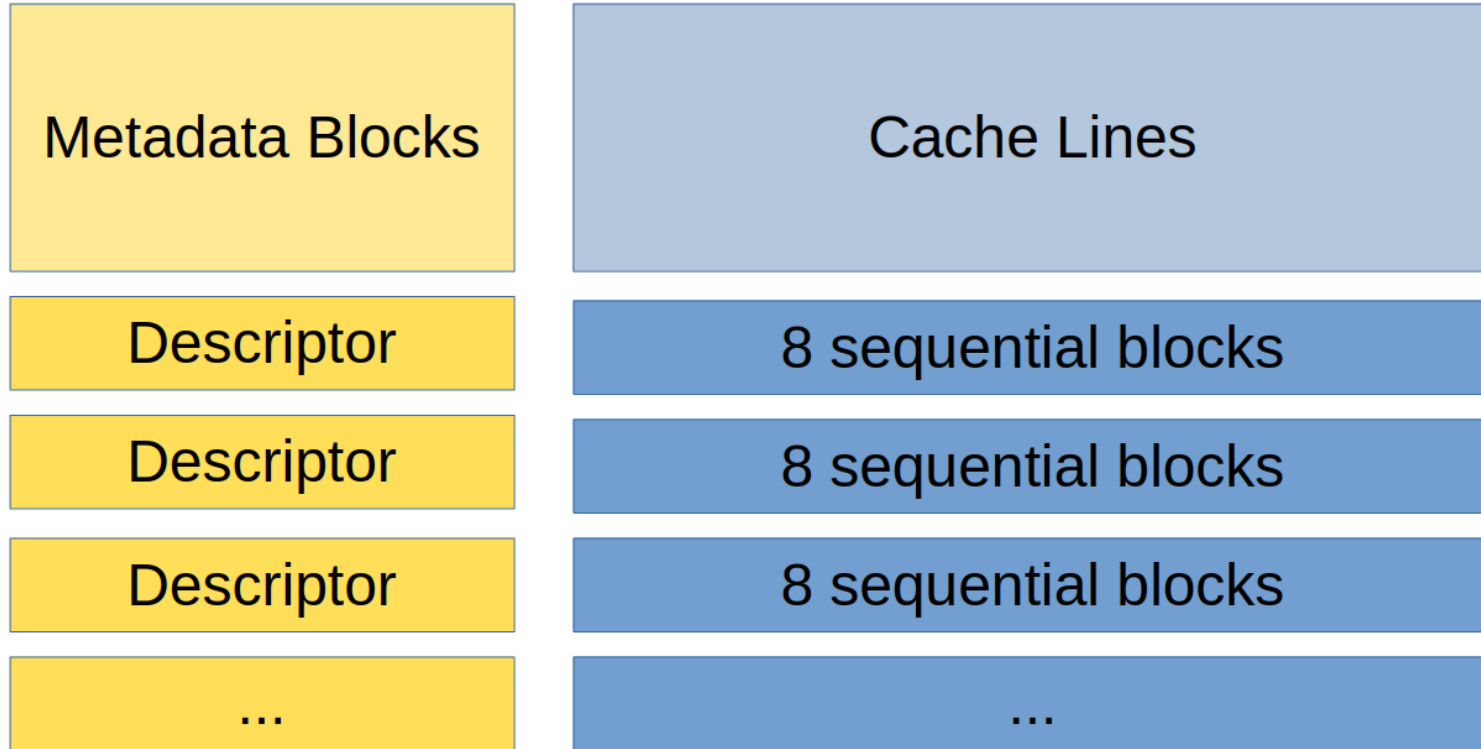 Metadata Blocks
Cache Lines
Descriptor
8 sequential blocks
Descriptor
8 sequential blocks
Descriptor
8 sequential blocks
...
...